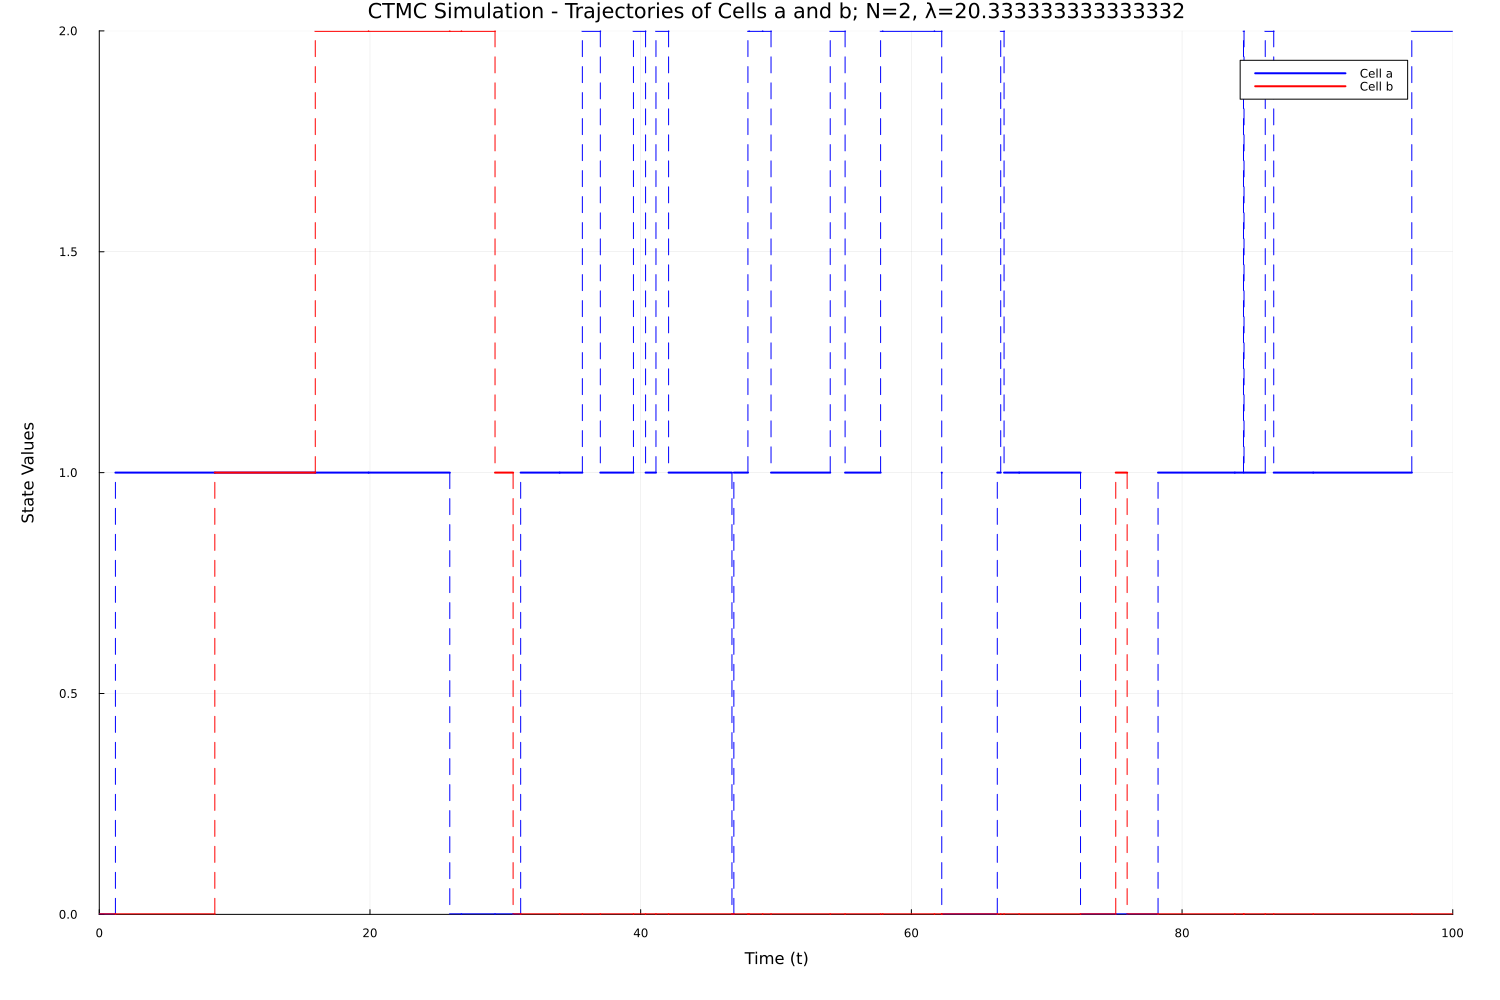 CTMC Simulation - Trajectories of Cells a and b; N=2, λ=20.333333333333332
2.0
Cell a
Cell b
1.5
1.0
State Values
0.5
0.0
0 20 40 60 80 100
Time (t)